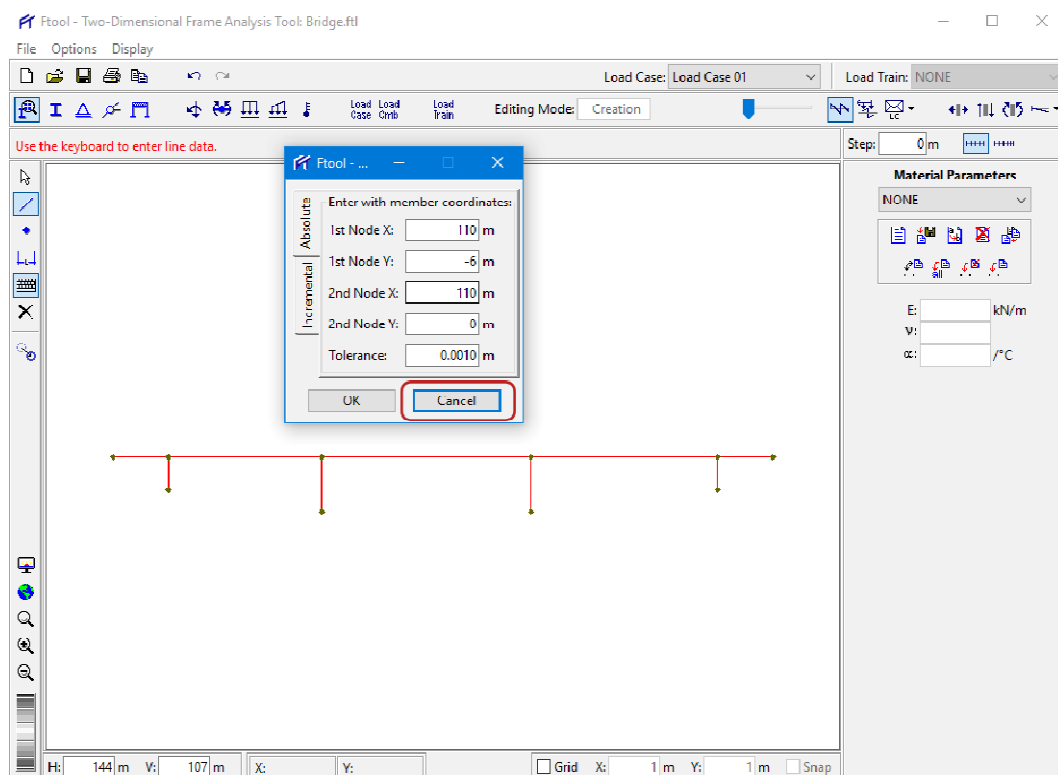 Ftool - Two-Dimensional Frame Analysis Tool: Bridge.ftl
File Options Display
Load Case: Load Case 01 Load Train: NONE
Load Case Load Cmb Load Train Editing Mode: Creation LC
Use the keyboard to enter line data. Step: 0 m
Ftool - ...
Absolute
Incremental
Enter with member coordinates:
1st Node X: 110 m
1st Node Y: -6 m
2nd Node X: 110 m
2nd Node Y: 0 m
Tolerance: 0.0010 m
OK Cancel
Material Parameters
NONE
all
E: kN/m
ν:
α: /°C
H: 144 m V: 107 m X: Y: Grid X: 1 m Y: 1 m Snap